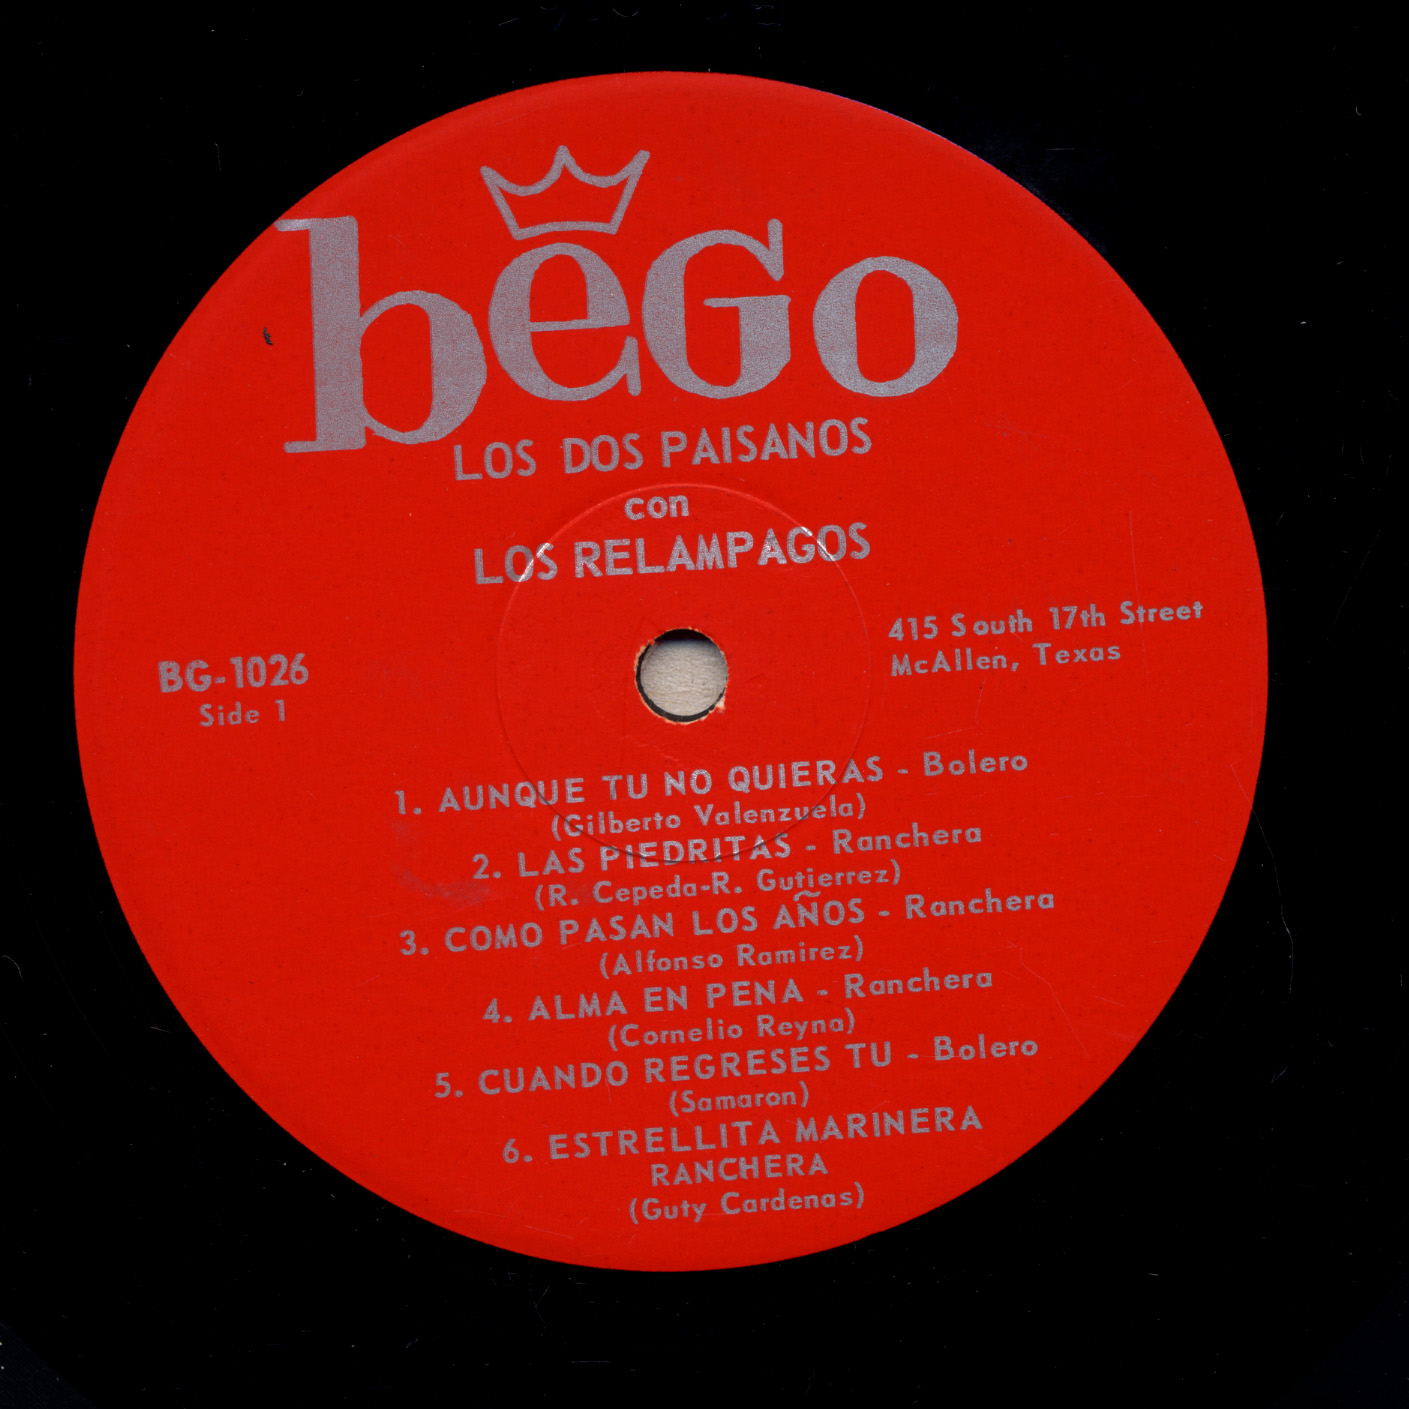 bego
LOS DOS PAISANOS
con
LOS RELAMPAGOS
415 South 17th Street
McAllen, Texas
BG-1026
Side 1
1. AUNQUE TU NO QUIERAS - Bolero
(Gilberto Valenzuela)
2. LAS PIEDRITAS - Ranchera
(R. Cepeda-R. Gutierrez)
3. COMO PASAN LOS AÑOS - Ranchera
(Alfonso Ramirez)
4. ALMA EN PENA - Ranchera
(Cornelio Reyna)
5. CUANDO REGRESES TU - Bolero
(Samaron)
6. ESTRELLITA MARINERA
RANCHERA
(Guty Cardenas)